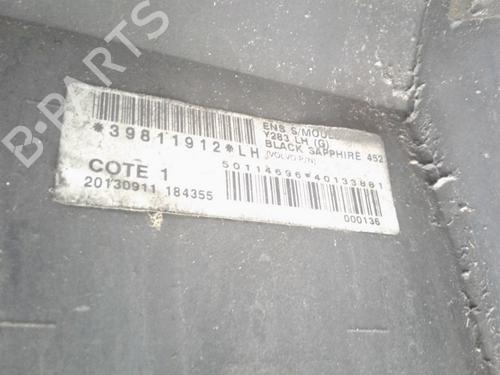 B-PARTS
*39811912*LH
COTE 1
20130911 184355
ENS S/MOUL
Y283 LH (G)
BLACK SAPPHIRE 452
(VOLVO P/N)
50114696*40133881
000136